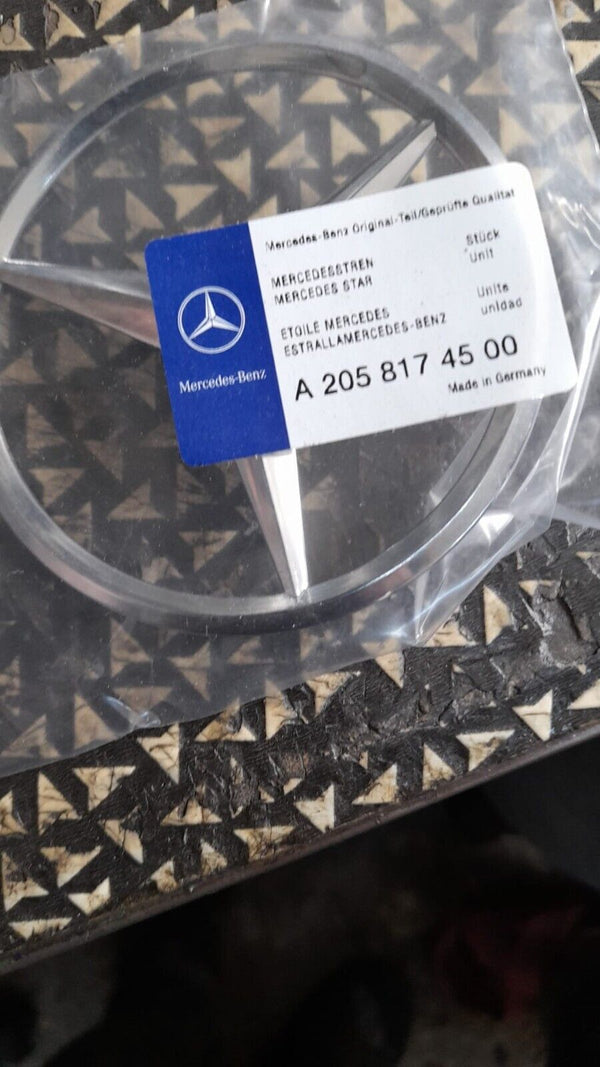 Mercedes-Benz Original-Teil/Geprüfte Qualitat
MERCEDESSTREN
MERCEDES STAR
Stück
Unit
ETOILE MERCEDES
ESTRALLAMERCEDES-BENZ
Unite
unidad
A 205 817 45 00
Made in Germany
Mercedes-Benz